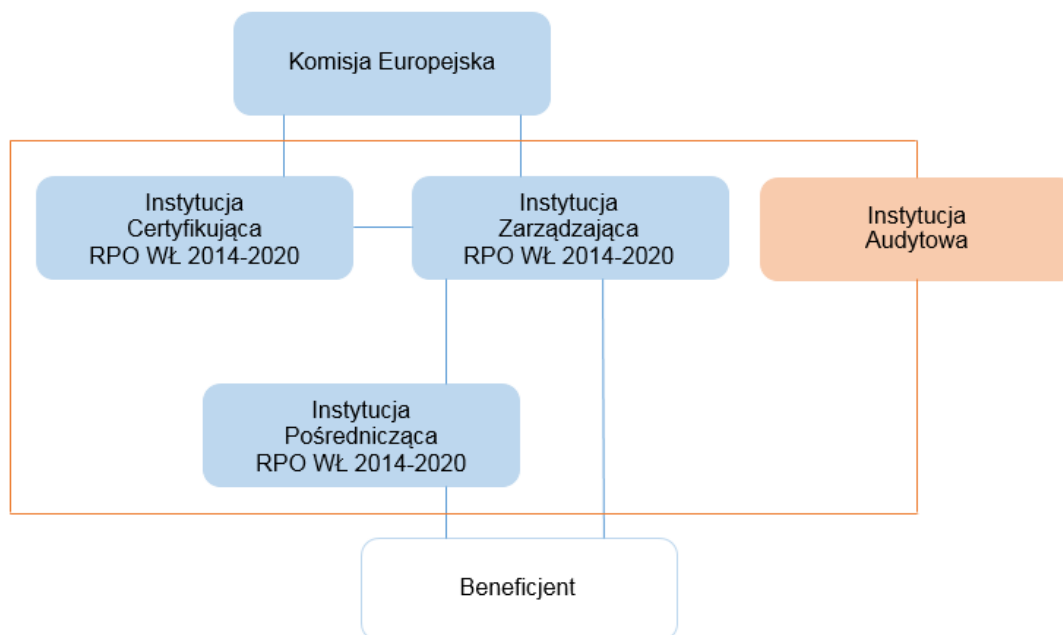 Komisja Europejska
Instytucja
Certyfikująca
RPO WŁ 2014-2020
Instytucja
Zarządzająca
RPO WŁ 2014-2020
Instytucja
Audytowa
Instytucja
Pośrednicząca
RPO WŁ 2014-2020
Beneficjent